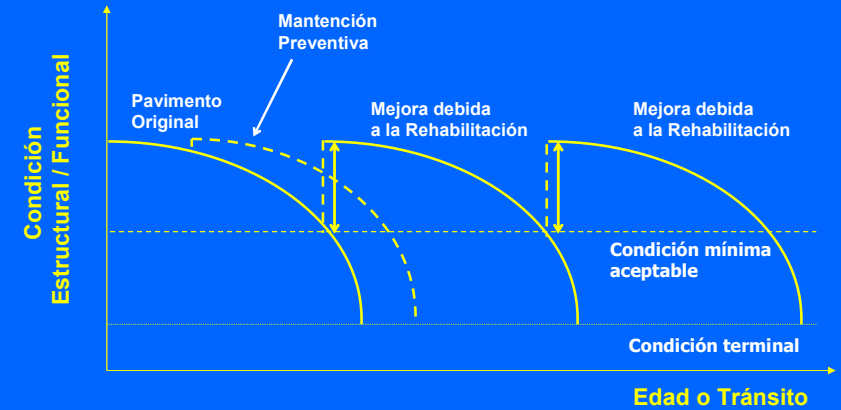 Mantención
Preventiva
Condición
Estructural / Funcional
Pavimento
Original
Mejora debida
a la Rehabilitación
Mejora debida
a la Rehabilitación
Condición mínima
aceptable
Condición terminal
Edad o Tránsito